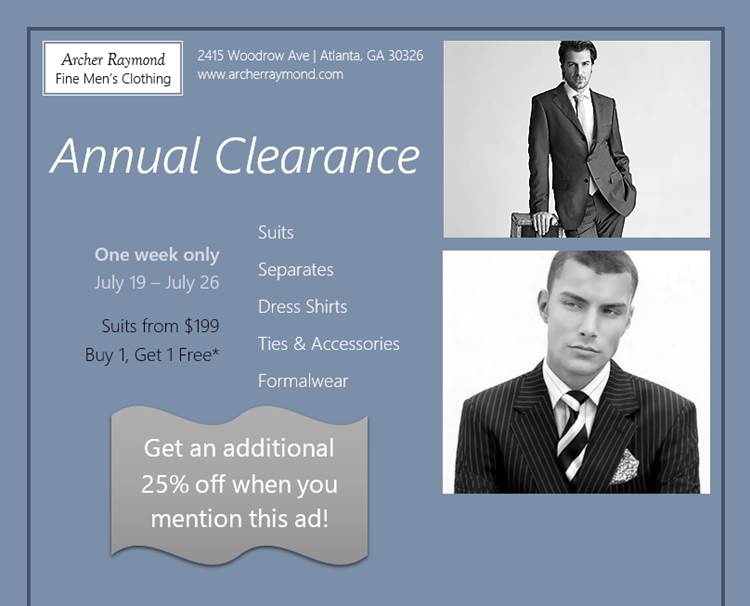 Archer Raymond
Fine Men's Clothing
2415 Woodrow Ave | Atlanta, GA 30326
www.archerraymond.com
Annual Clearance
One week only
July 19 – July 26
Suits from $199
Buy 1, Get 1 Free*
Suits
Separates
Dress Shirts
Ties & Accessories
Formalwear
Get an additional
25% off when you
mention this ad!